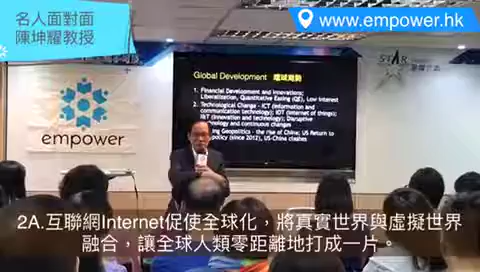 名人面對面
陳坤耀教授
www.empower.hk
STAR
empower
Global Development 環球趨勢
1. Financial Development and Innovations;
Liberalization, Quantitative Easing (QE), Low Interest
2. Technological Change - ICT (information and
communication technology); IOT (internet of things);
I&T (innovation and technology); Disruptive
technology and continuous changes
Geopolitics - the rise of China; US Return to
policy (since 2012), US-China clashes
2A.互聯網Internet促使全球化，將真實世界與虛擬世界
融合，讓全球人類零距離地打成一片。